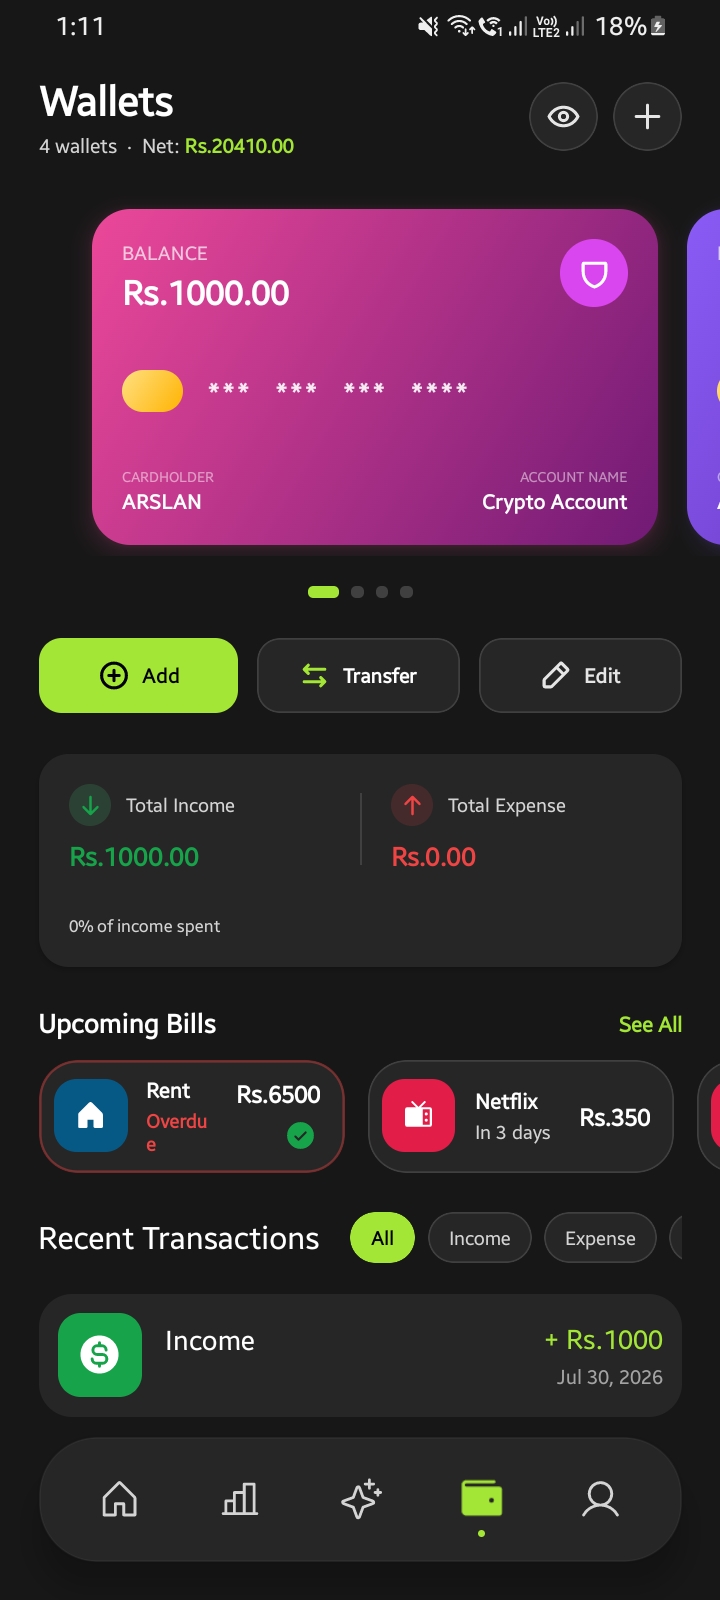 1:11
Vo))
LTE2
18%
Wallets
4 wallets · Net: Rs.20410.00
BALANCE
Rs.1000.00
*** *** *** ****
CARDHOLDER
ACCOUNT NAME
ARSLAN
Crypto Account
Add
Transfer
Edit
Total Income
Total Expense
Rs.1000.00
Rs.0.00
0% of income spent
Upcoming Bills
See All
Rent
Rs.6500
Overdu
e
Netflix
Rs.350
In 3 days
Recent Transactions
All
Income
Expense
Income
+ Rs.1000
Jul 30, 2026